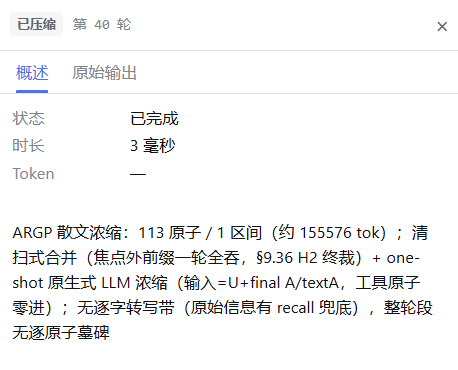 已压缩 第 40 轮 ×
概述 原始输出
状态 已完成
时长 3 毫秒
Token —
ARGP 散文浓缩：113 原子 / 1 区间（约 155576 tok）；清
扫式合并（焦点外前缀一轮全吞，§9.36 H2 终裁）+ one-
shot 原生式 LLM 浓缩（输入=U+final A/textA，工具原子
零进）；无逐字转写带（原始信息有 recall 兜底），整轮段
无逐原子墓碑